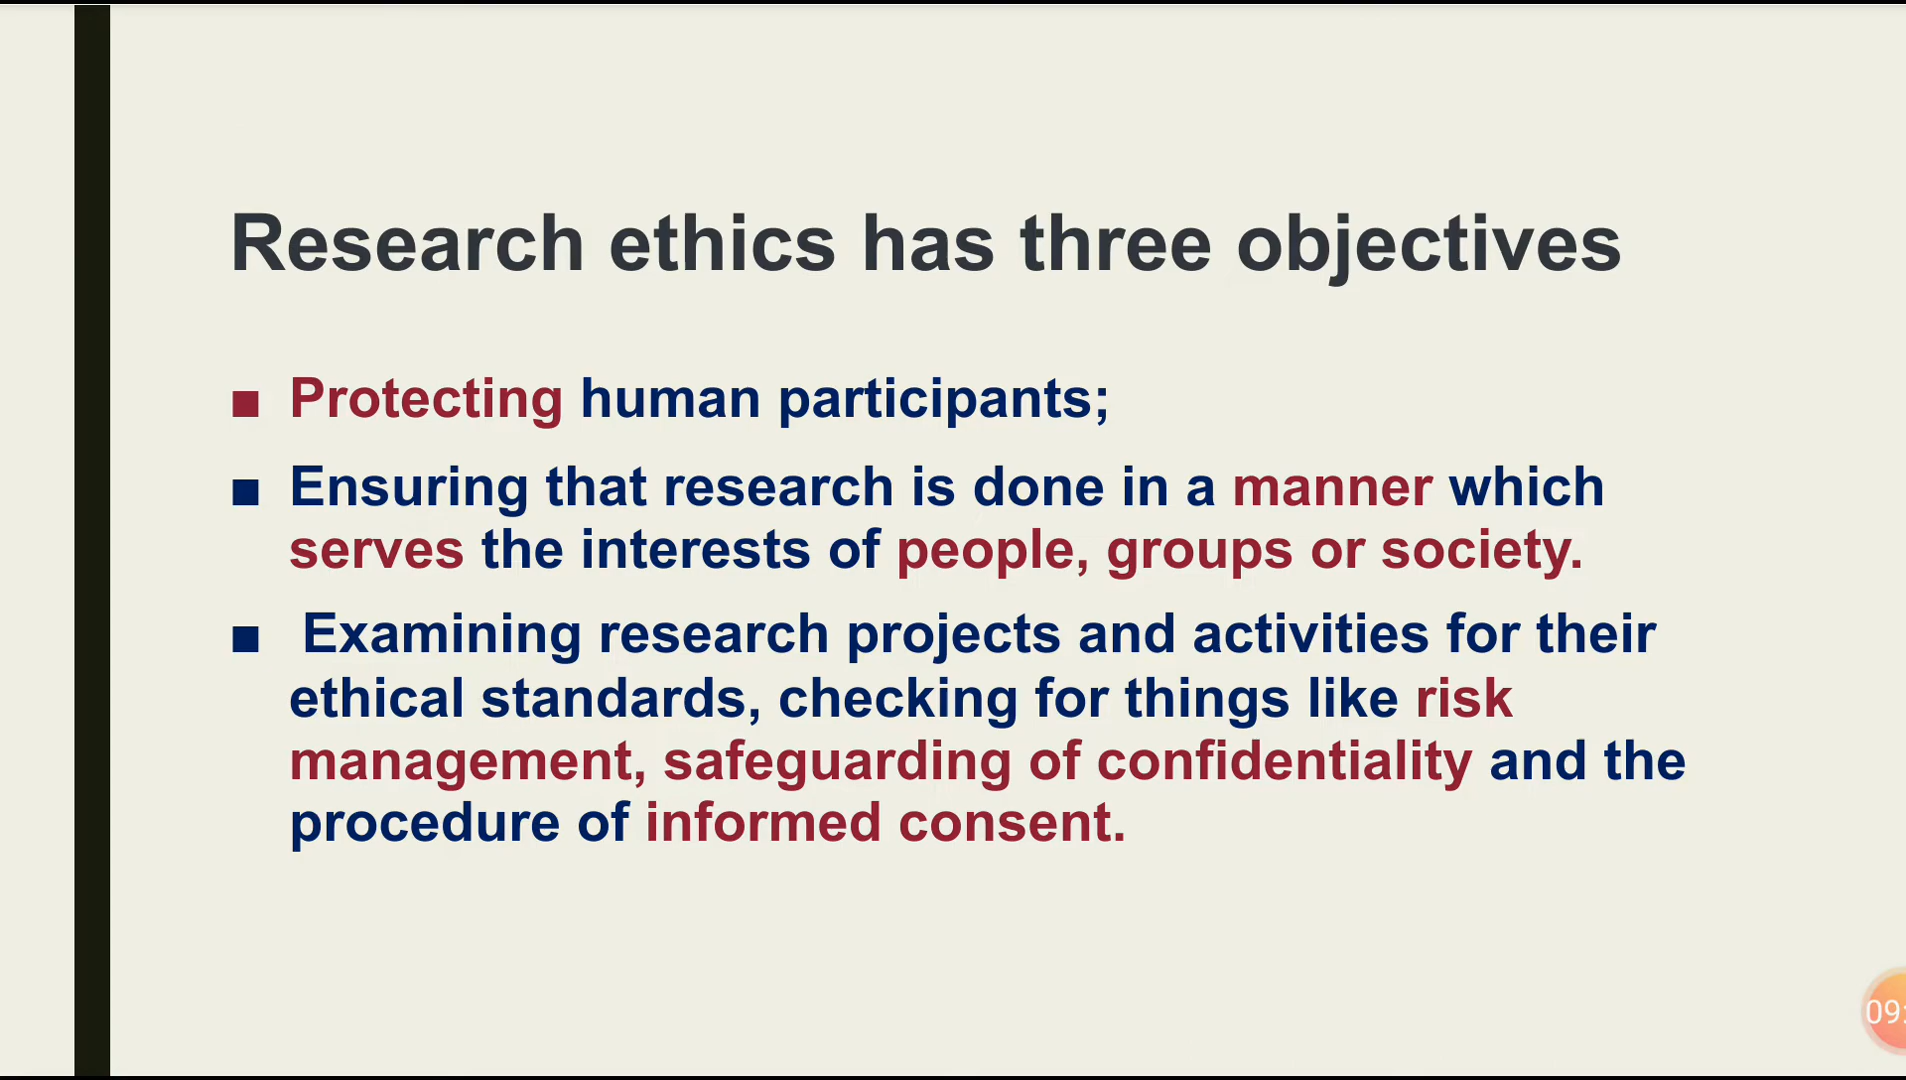 Research ethics has three objectives
■ Protecting human participants;
■ Ensuring that research is done in a manner which
serves the interests of people, groups or society.
■ Examining research projects and activities for their
ethical standards, checking for things like risk
management, safeguarding of confidentiality and the
procedure of informed consent.
09: